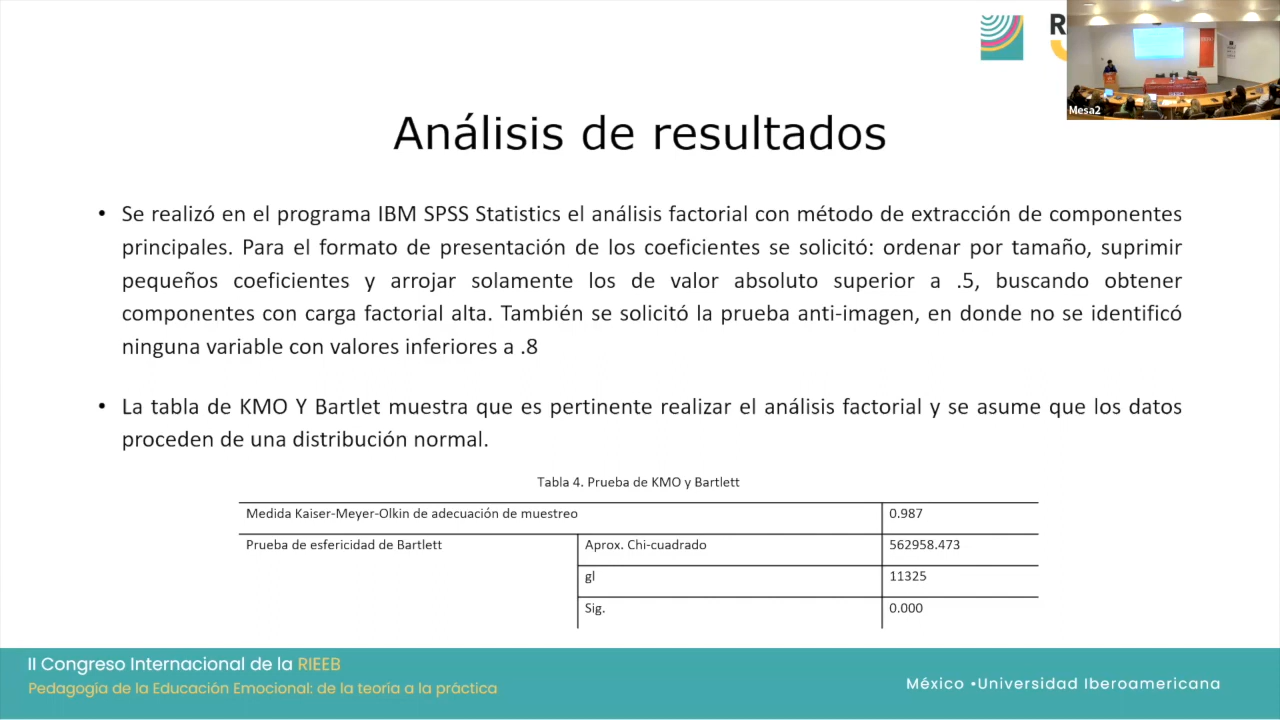 R
Mesa2
Análisis de resultados
• Se realizó en el programa IBM SPSS Statistics el análisis factorial con método de extracción de componentes
principales. Para el formato de presentación de los coeficientes se solicitó: ordenar por tamaño, suprimir
pequeños coeficientes y arrojar solamente los de valor absoluto superior a .5, buscando obtener
componentes con carga factorial alta. También se solicitó la prueba anti-imagen, en donde no se identificó
ninguna variable con valores inferiores a .8
• La tabla de KMO Y Bartlet muestra que es pertinente realizar el análisis factorial y se asume que los datos
proceden de una distribución normal.
Tabla 4. Prueba de KMO y Bartlett
Medida Kaiser-Meyer-Olkin de adecuación de muestreo 0.987
Prueba de esfericidad de Bartlett Aprox. Chi-cuadrado 562958.473
gl 11325
Sig. 0.000
II Congreso Internacional de la RIEEB
Pedagogía de la Educación Emocional: de la teoría a la práctica
México •Universidad Iberoamericana